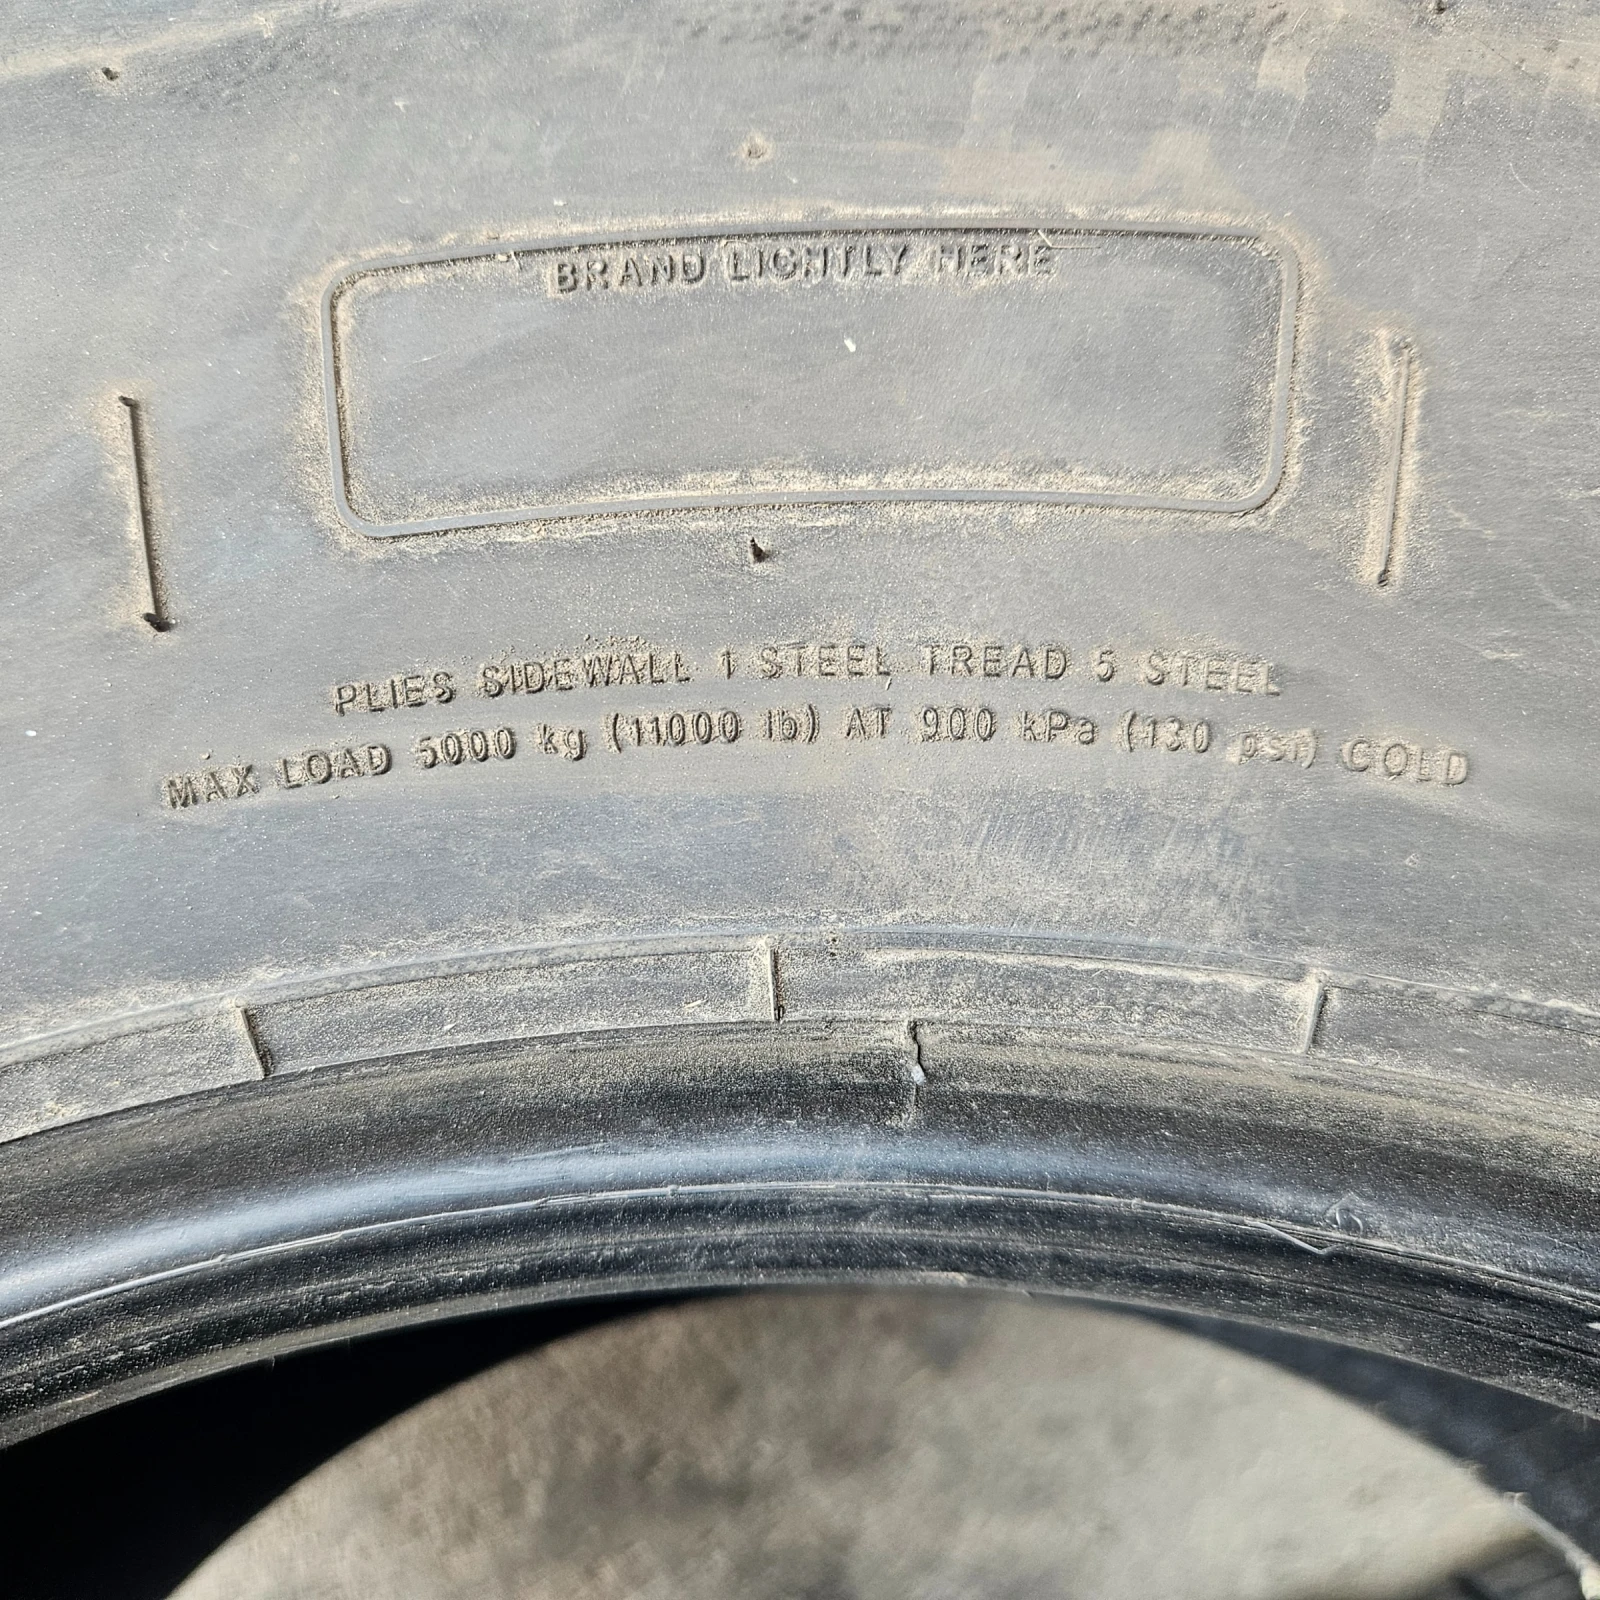 BRAND LIGHTLY HERE
PLIES SIDEWALL 1 STEEL TREAD 5 STEEL
MAX LOAD 5000 kg (11000 lb) AT 900 kPa (130 psi) COLD